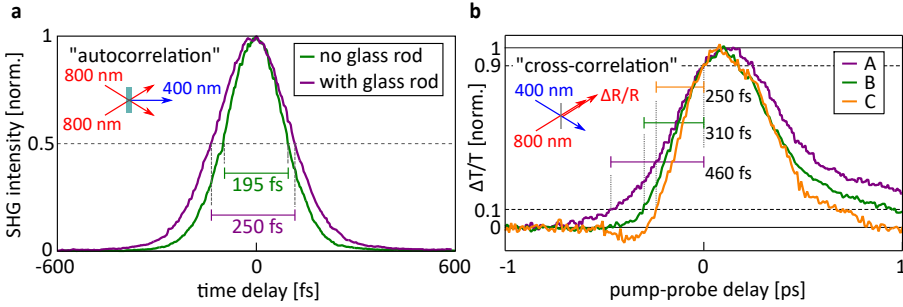 a
SHG intensity [norm.]
1
0.5
0
"autocorrelation"
800 nm
400 nm
800 nm
no glass rod
with glass rod
195 fs
250 fs
-600
0
600
time delay [fs]
b
ΔT/T [norm.]
1
0.9
0.1
0
"cross-correlation"
400 nm
ΔR/R
800 nm
A
B
C
250 fs
310 fs
460 fs
-1
0
1
pump-probe delay [ps]